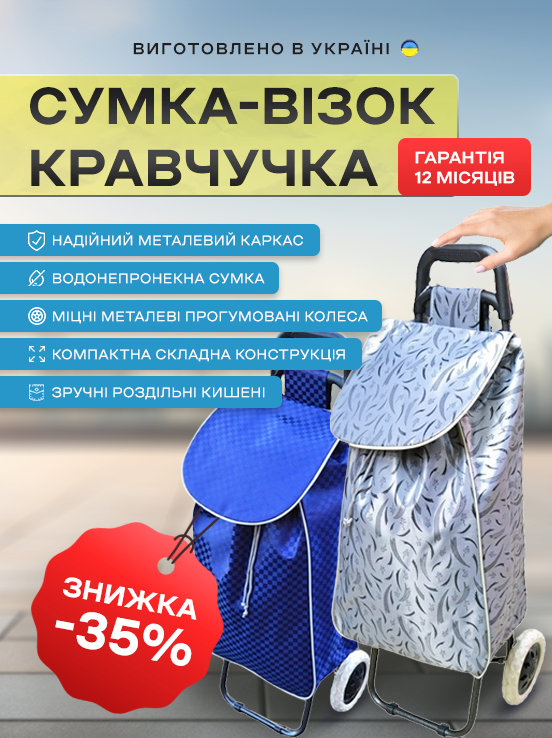 ВИГОТОВЛЕНО В УКРАЇНІ
СУМКА-ВІЗОК
КРАВЧУЧКА
ГАРАНТІЯ
12 МІСЯЦІВ
НАДІЙНИЙ МЕТАЛЕВИЙ КАРКАС
ВОДОНЕПРОНЕКНА СУМКА
МІЦНІ МЕТАЛЕВІ ПРОГУМОВАНІ КОЛЕСА
КОМПАКТНА СКЛАДНА КОНСТРУКЦІЯ
ЗРУЧНІ РОЗДІЛЬНІ КИШЕНІ
ЗНИЖКА
-35%